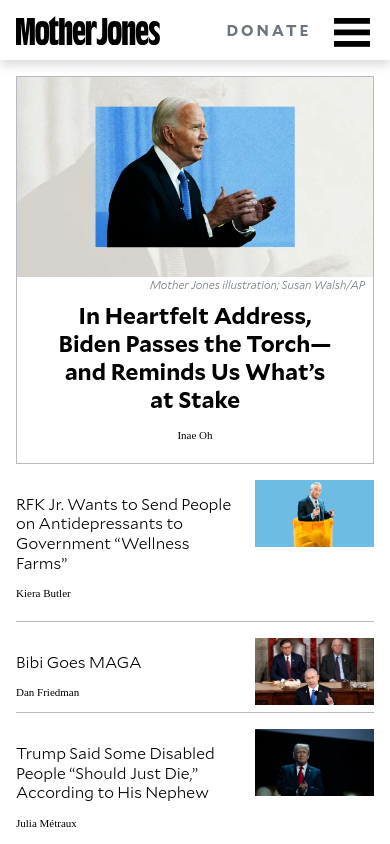 Mother Jones
DONATE
Mother Jones illustration; Susan Walsh/AP
In Heartfelt Address,
Biden Passes the Torch—
and Reminds Us What’s
at Stake
Inae Oh
RFK Jr. Wants to Send People
on Antidepressants to
Government “Wellness
Farms”
Kiera Butler
Bibi Goes MAGA
Dan Friedman
Trump Said Some Disabled
People “Should Just Die,”
According to His Nephew
Julia Métraux